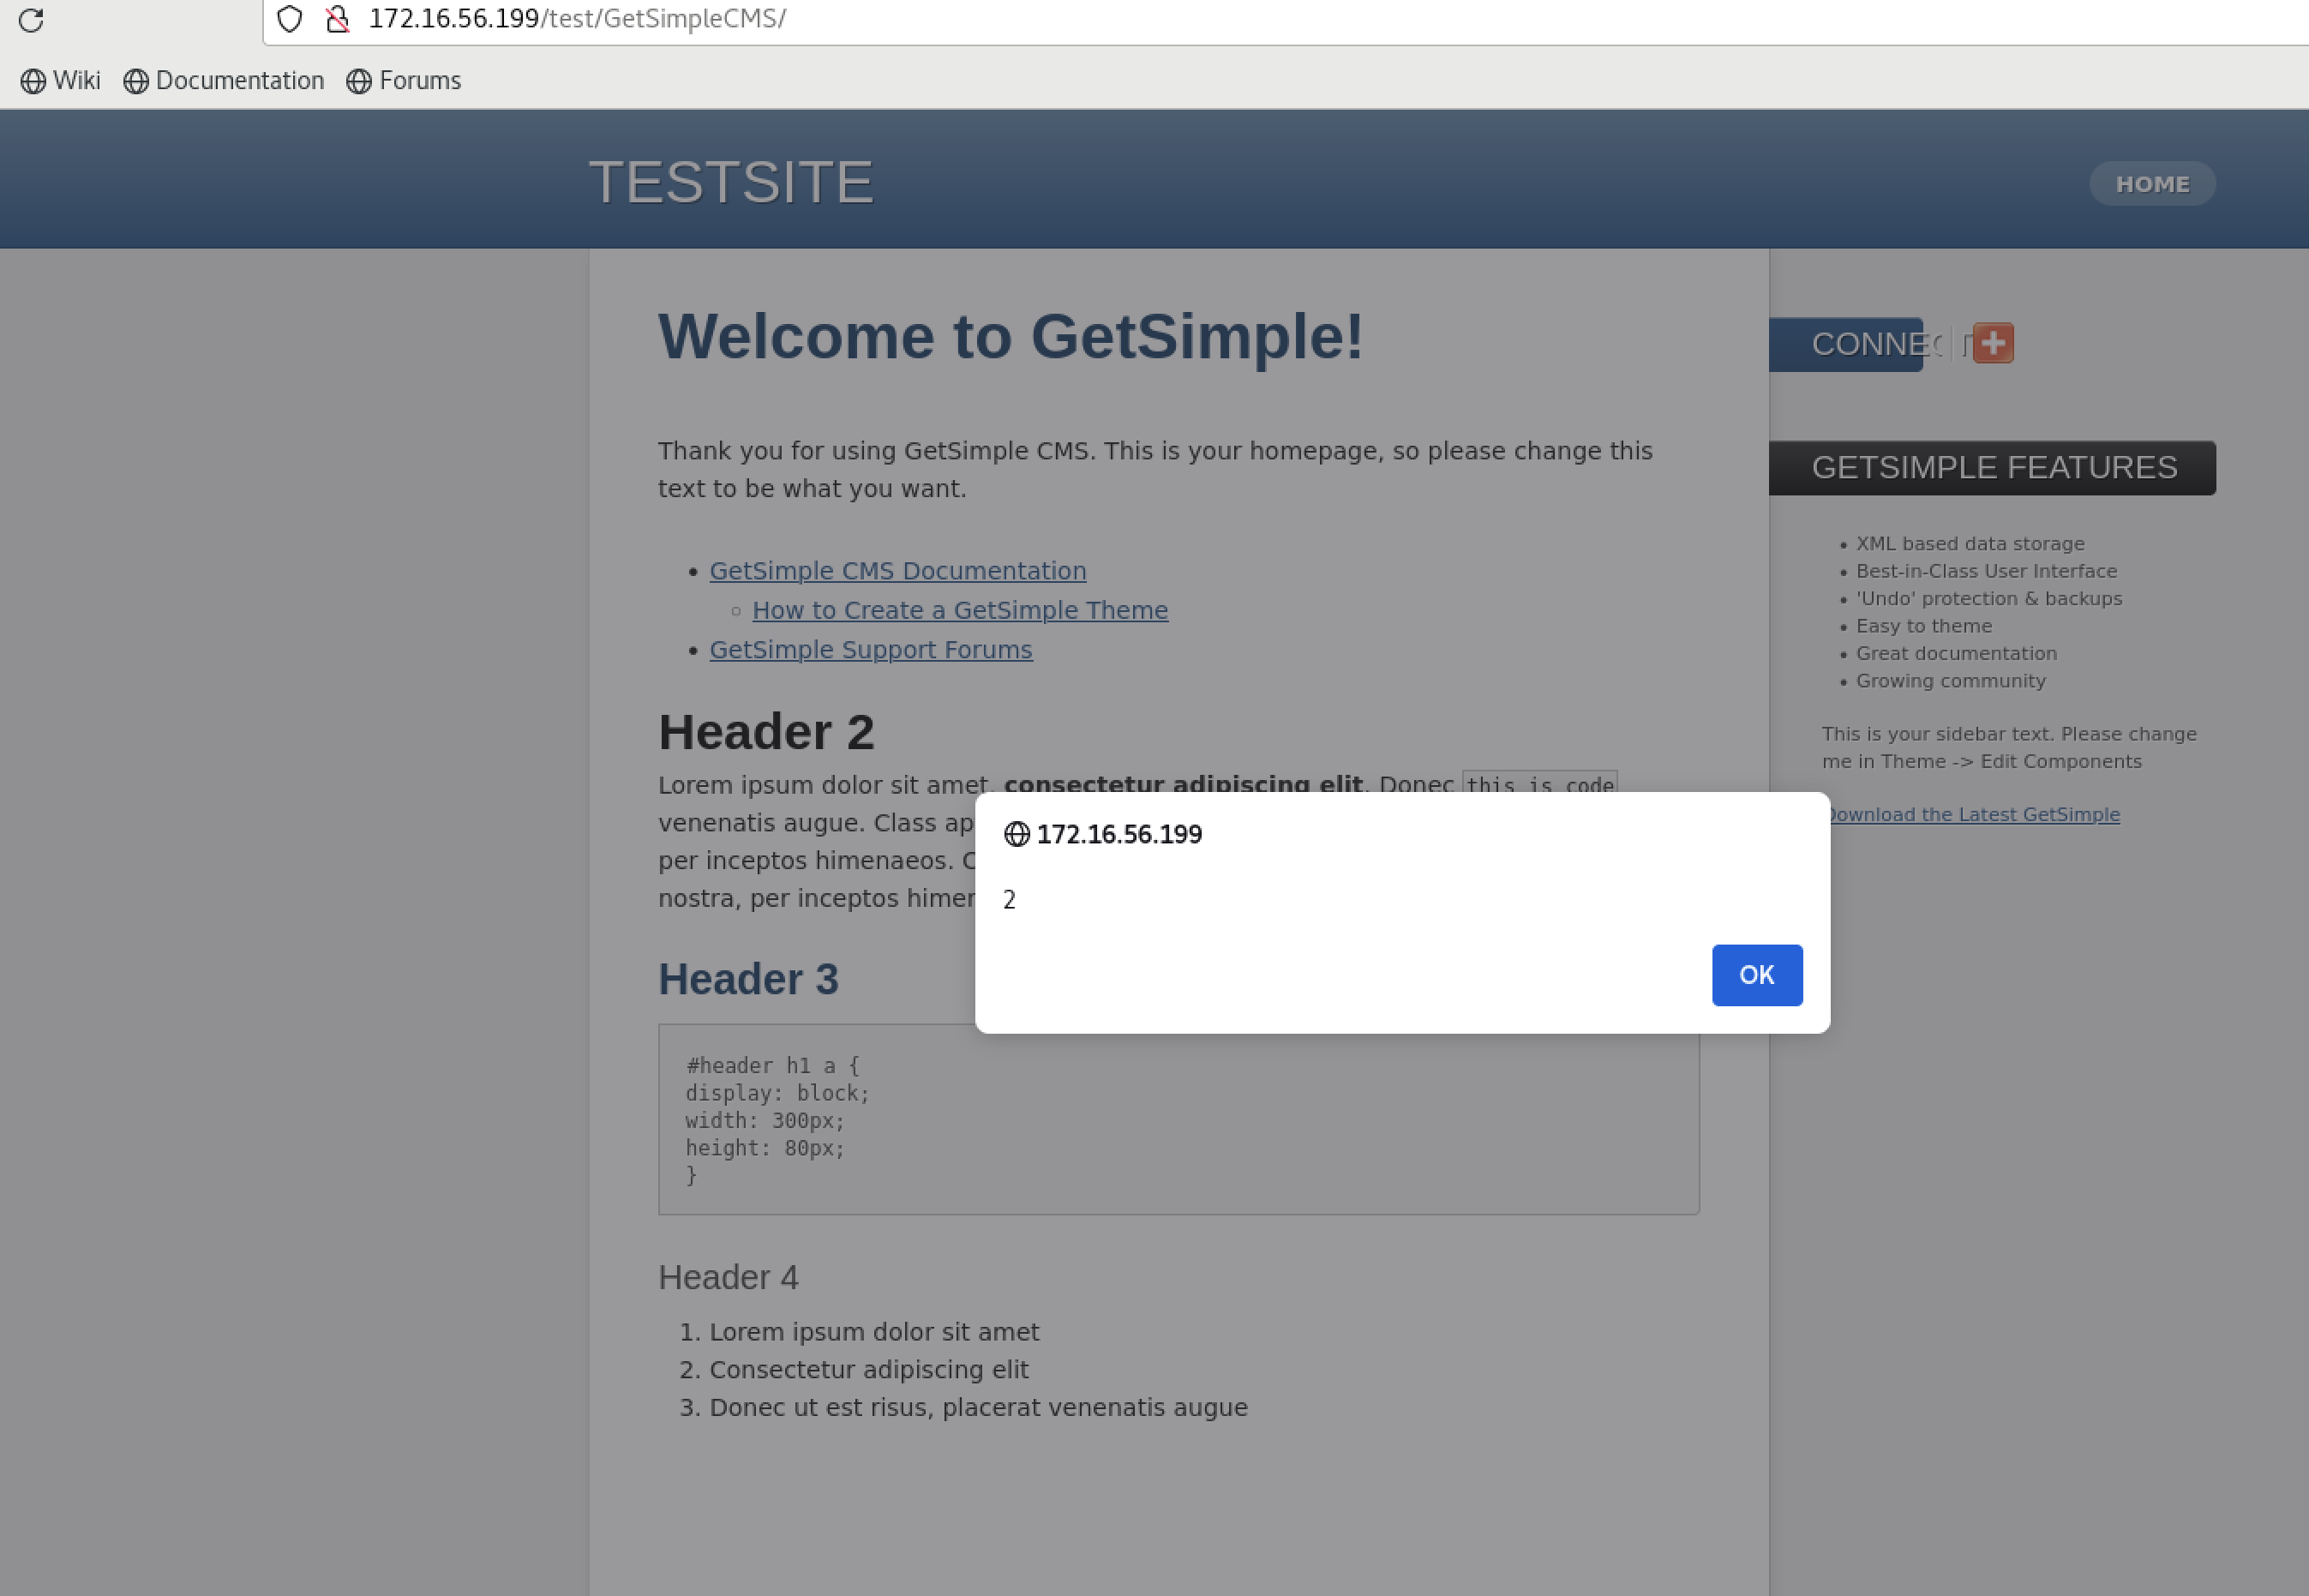 172.16.56.199/test/GetSimpleCMS/
Wiki Documentation Forums
TESTSITE
HOME
Welcome to GetSimple!
Thank you for using GetSimple CMS. This is your homepage, so please change this
text to be what you want.
GetSimple CMS Documentation
How to Create a GetSimple Theme
GetSimple Support Forums
Header 2
Lorem ipsum dolor sit amet, consectetur adipiscing elit. Donec this is code
venenatis augue. Class ap
per inceptos himenaeos. C
nostra, per inceptos himen
Header 3
#header h1 a {
display: block;
width: 300px;
height: 80px;
}
Header 4
1. Lorem ipsum dolor sit amet
2. Consectetur adipiscing elit
3. Donec ut est risus, placerat venenatis augue
172.16.56.199
2
OK
CONNECT
GETSIMPLE FEATURES
XML based data storage
Best-in-Class User Interface
'Undo' protection & backups
Easy to theme
Great documentation
Growing community
This is your sidebar text. Please change
me in Theme -> Edit Components
Download the Latest GetSimple